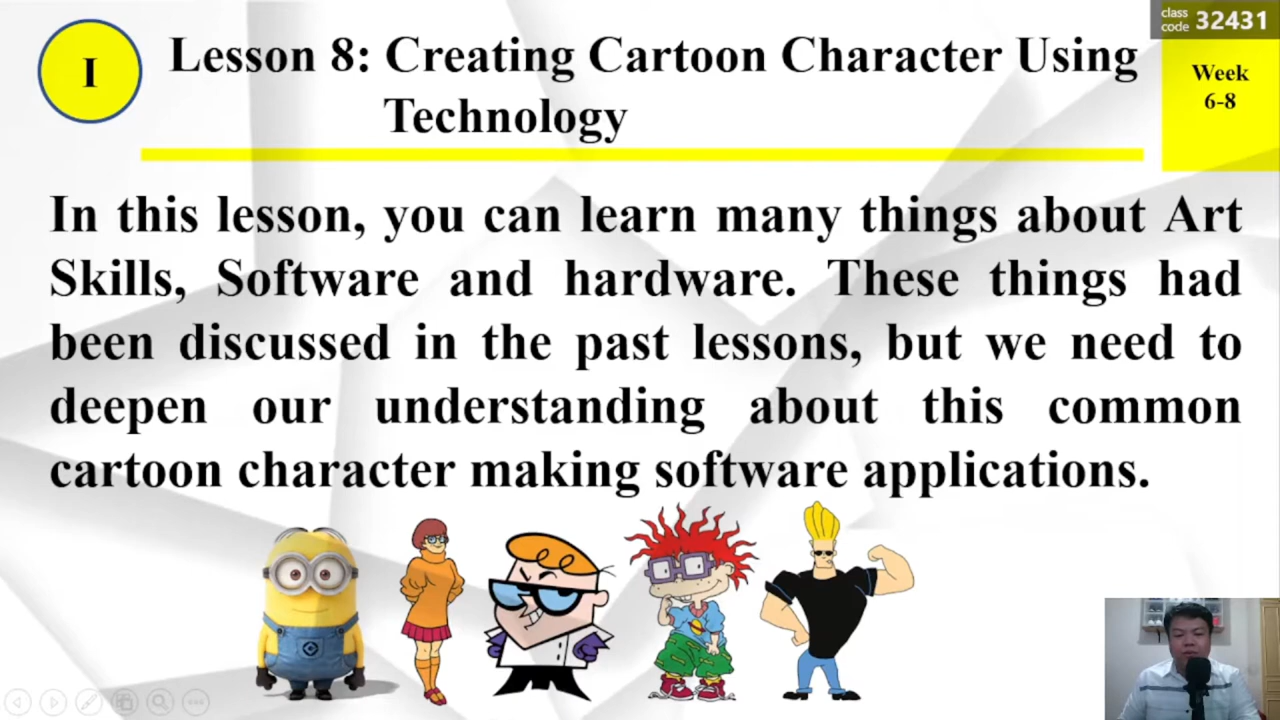 class
code 32431
I
Lesson 8: Creating Cartoon Character Using
Technology
Week
6-8
In this lesson, you can learn many things about Art
Skills, Software and hardware. These things had
been discussed in the past lessons, but we need to
deepen our understanding about this common
cartoon character making software applications.